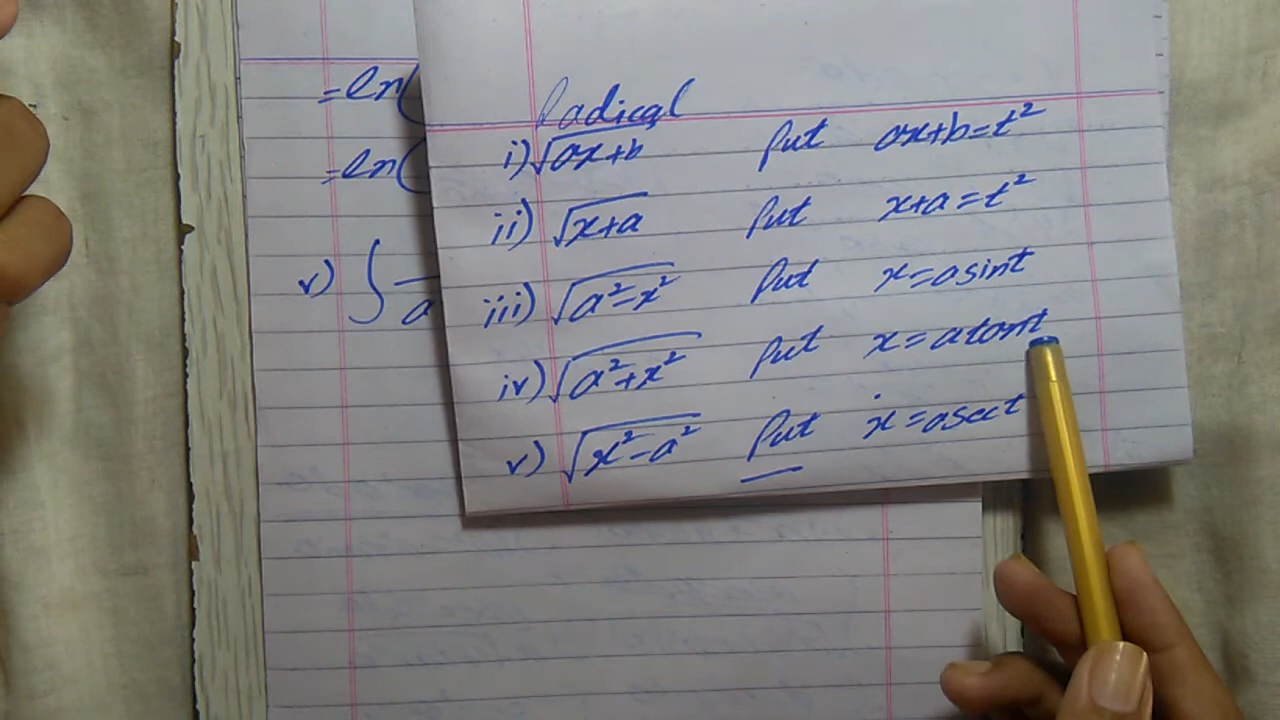 =ln(
=ln(
v) ∫ a
Radical
i) √ax+b Put ax+b=t²
ii) √x+a Put x+a=t²
iii) √a²-x² Put x=asint
iv) √a²+x² Put x=atant
v) √x²-a² Put x=asect